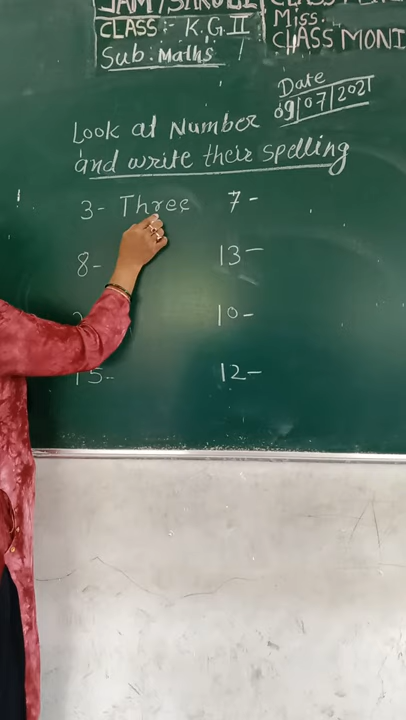 CLASS:- K.G II
Sub. Maths
Miss.
CLASS MONI
Date
09/07/2021
Look at Number
and write their spelling
3- Three 7-
8- 13-
10-
15- 12-